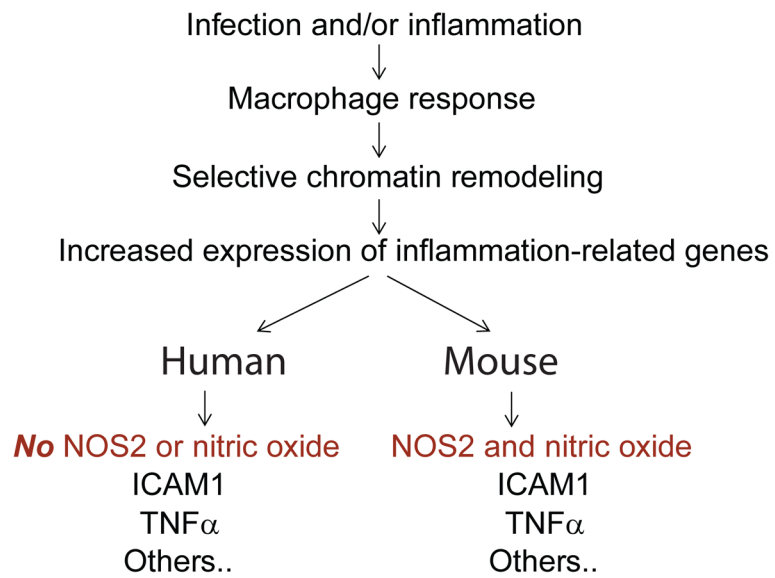 Infection and/or inflammation
Macrophage response
Selective chromatin remodeling
Increased expression of inflammation-related genes
Human
Mouse
No NOS2 or nitric oxide
NOS2 and nitric oxide
ICAM1
ICAM1
TNFα
TNFα
Others..
Others..